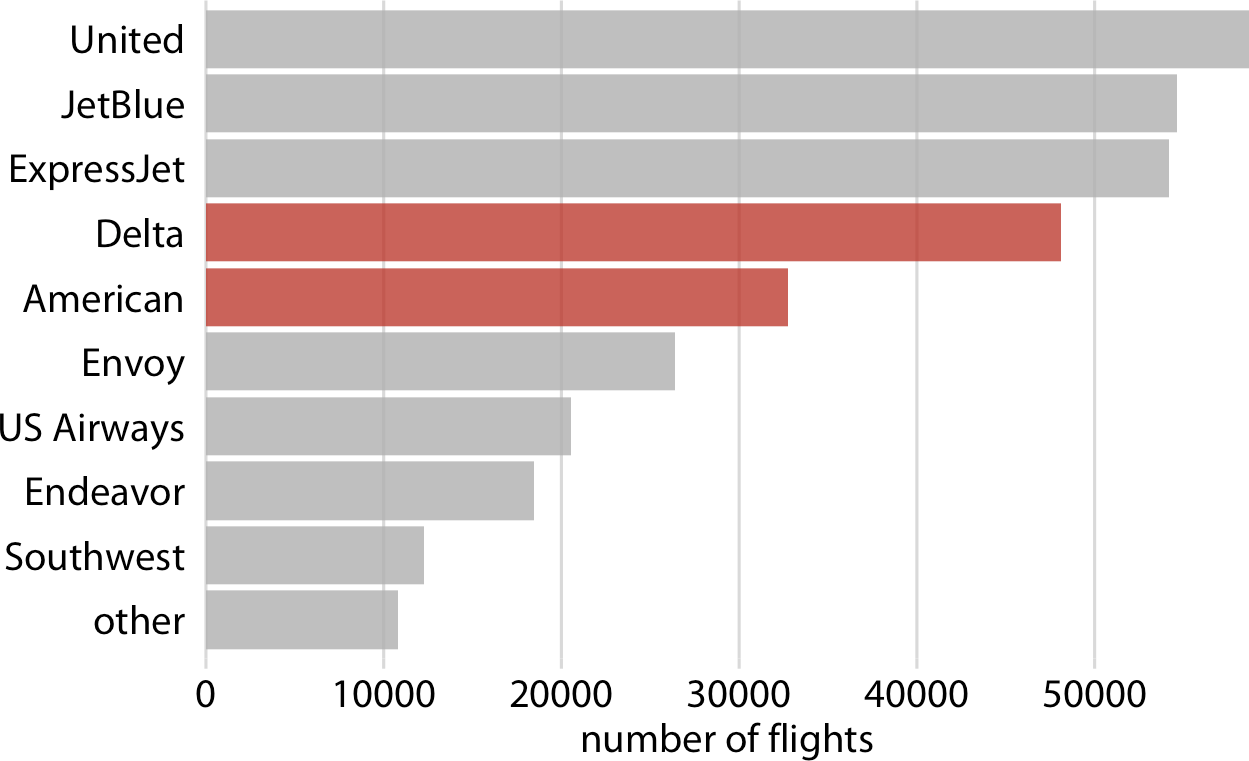 United
JetBlue
ExpressJet
Delta
American
Envoy
US Airways
Endeavor
Southwest
other
0 10000 20000 30000 40000 50000
number of flights